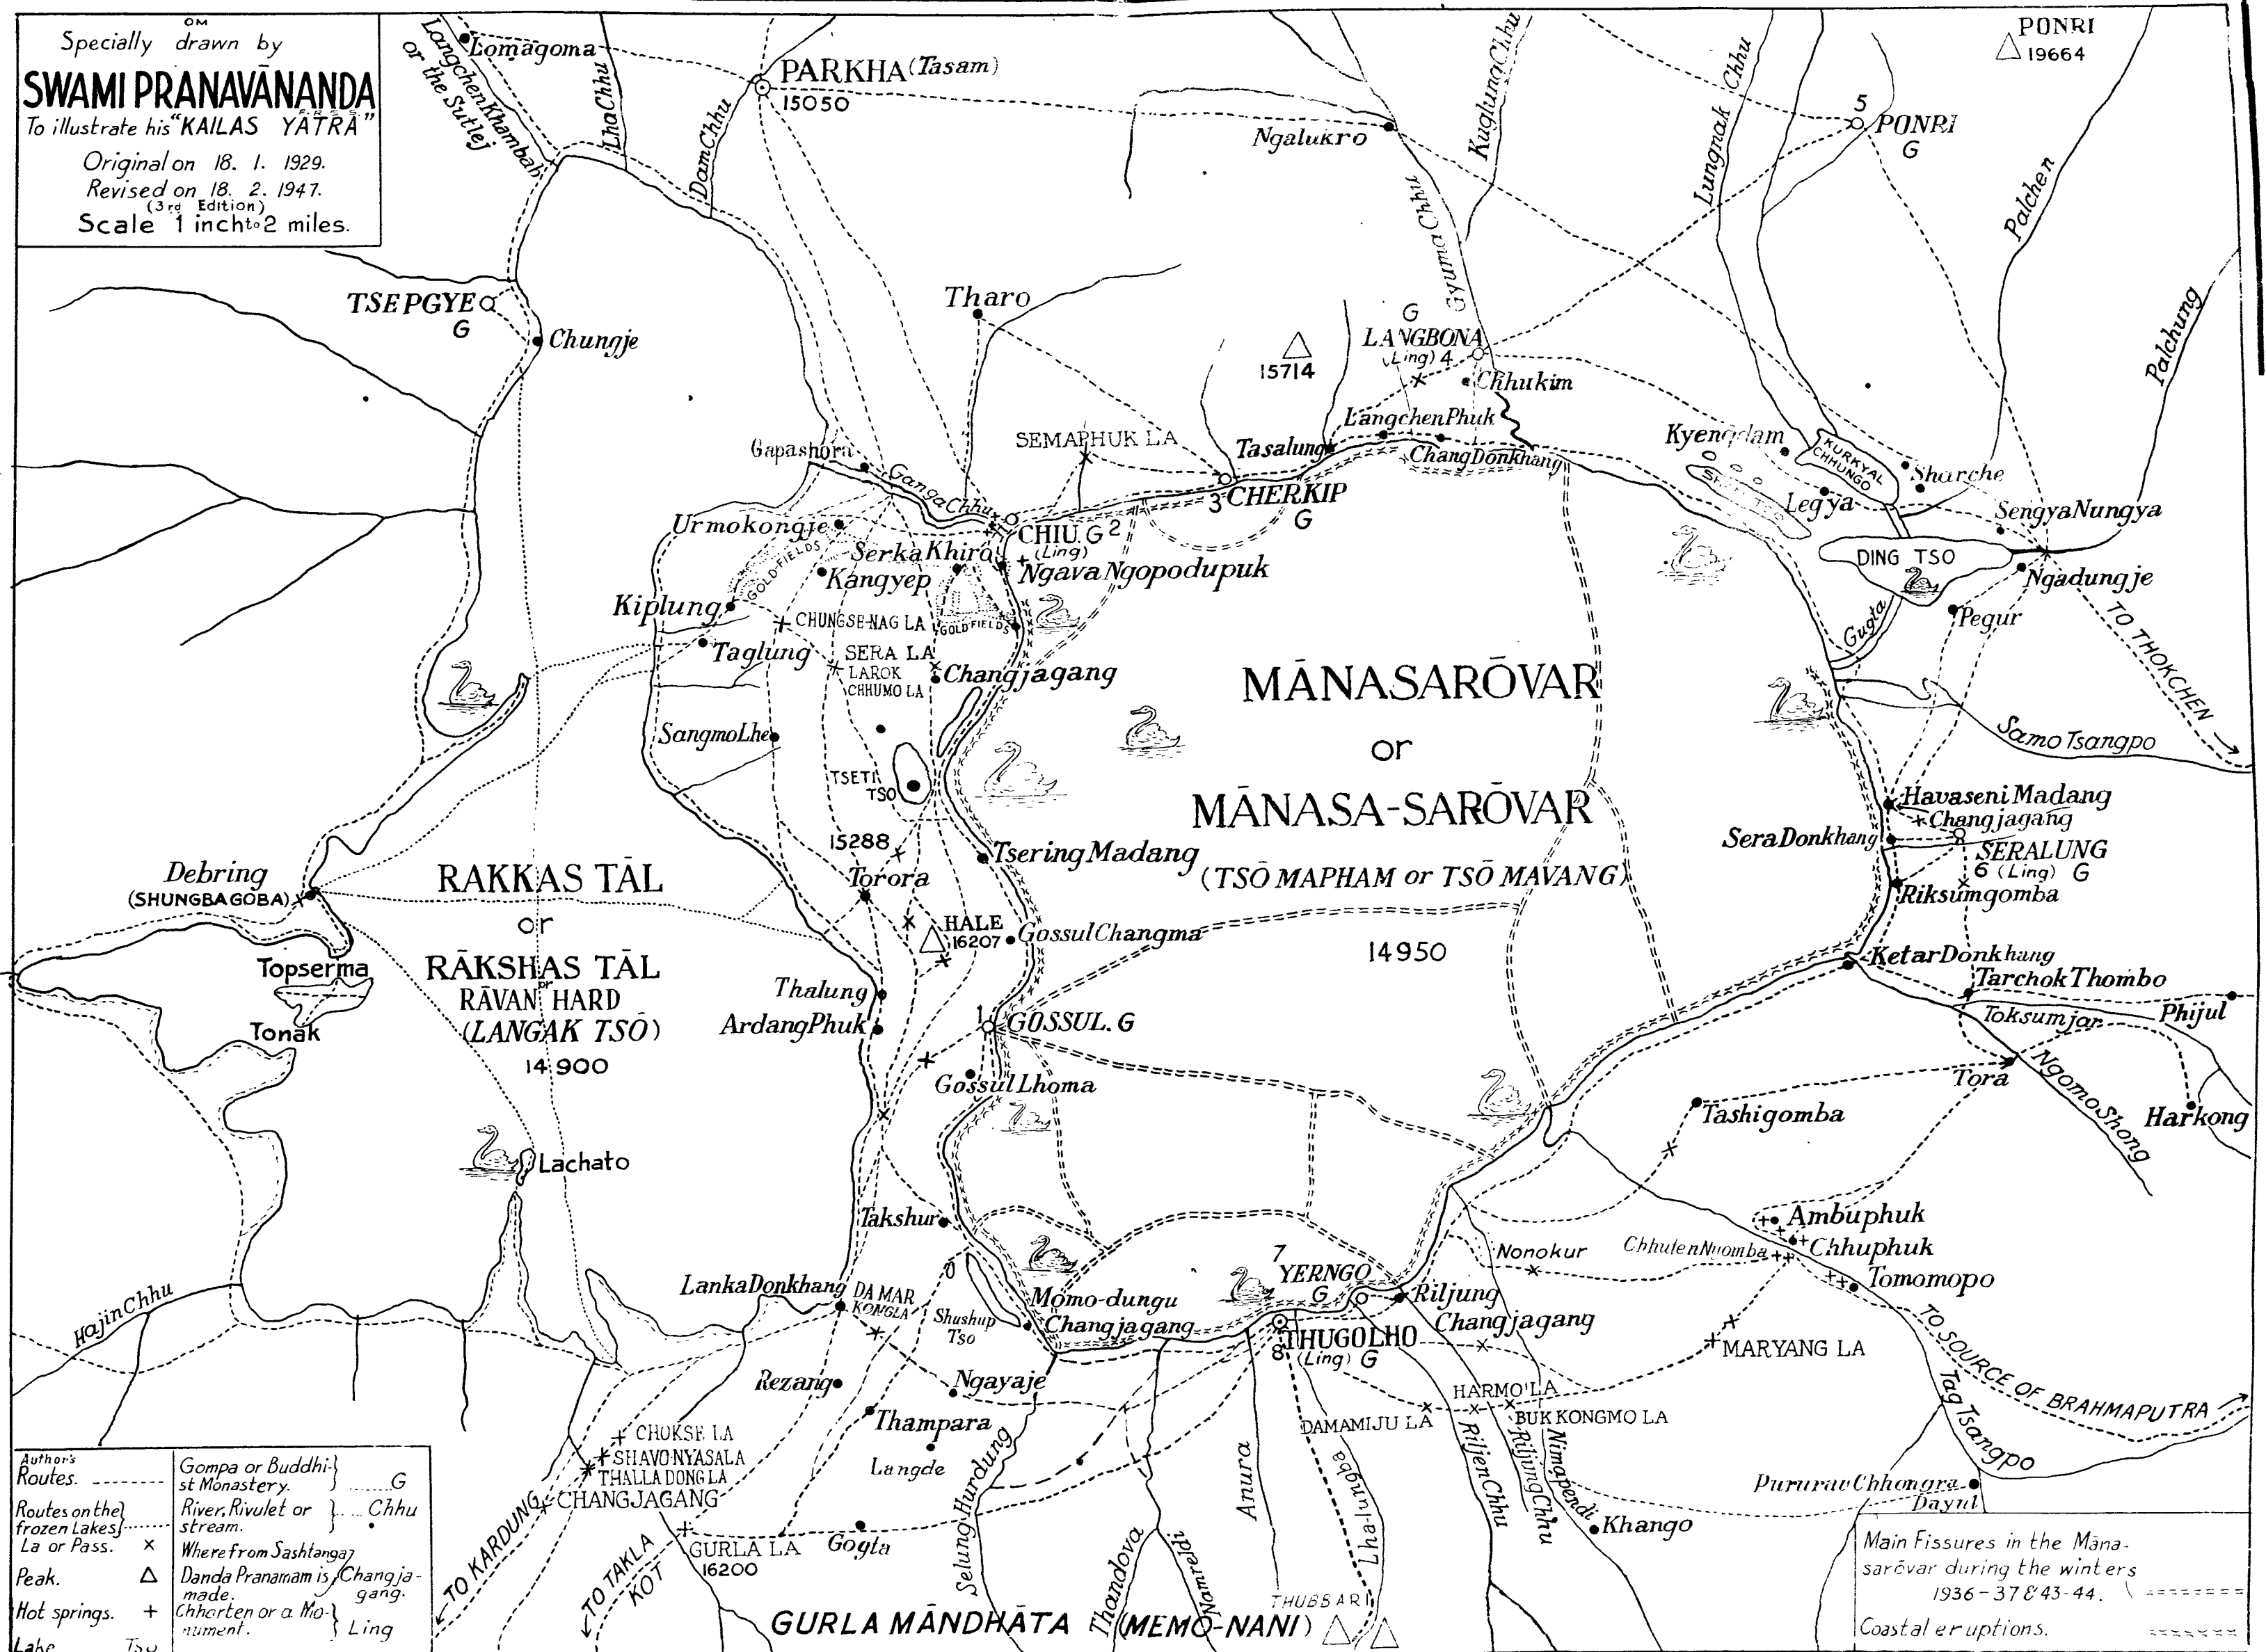 OM
Specially drawn by
SWAMI PRANAVĀNANDA
To illustrate his "KAILAS YĀTRĀ"
Original on 18. 1. 1929.
Revised on 18. 2. 1947.
(3rd Edition)
Scale 1 inch to 2 miles.
Langchen Khambah
or the Sutlej
Lomagoma
Lha Chhu
Dam Chhu
PARKHA (Tasam)
15050
Ngalukro
Kuglung Chhu
Gyuma Chhu
Lungnak Chhu
PONRI
19664
5
PONRI
G
Palchen
Palchung
TSEPGYE
G
Chungje
Tharo
15714
G
LANGBONA
(Ling) 4
Chhukim
Langchen Phuk
Gapashorn
SEMAPHUK LA
Tasalung
Chang Donkhang
Kyengdam
KURKYAL
CHHUNGO
Sharche
Ganga Chhu
3 CHERKIP
G
Legya
Sengya Nungya
Urmokongje
CHIU. G 2
(Ling)
GOLD FIELDS
Serka Khiro
Kangyep
Ngava Ngopodupuk
DING TSO
Ngadungje
Kiplung
CHUNGSE-NAG LA
GOLD FIELDS
Pegur
TO THOKCHEN
Gugta
Taglung
SERA LA
LAROK
CHHUMO LA
Changjagang
MĀNASARŌVAR
or
MĀNASA-SARŌVAR
(TSŌ MAPHAM or TSŌ MAVANG)
14950
Sangmo Lhe
TSETI
TSO
Samo Tsangpo
Havaseni Madang
Changjagang
Sera Donkhang
SERALUNG
6 (Ling) G
Riksumgomba
15288
Tsering Madang
Torora
Debring
(SHUNGBA GOBA)
RAKKAS TĀL
or
RĀKSHAS TĀL
or
RĀVAN HARD
(LANGAK TSŌ)
14900
HALE
16207
Gossul Changma
Topserma
Tonak
Thalung
Ardang Phuk
1
GOSSUL. G
Gossul Lhoma
Ketar Donkhang
Tarchok Thombo
Toksumjar
Phijul
Tora
Ngomo Shong
Harkong
Tashigomba
Lachato
Takshur
Ambuphuk
Chhuphuk
Chhuten Nyomba
Tomomopo
Nonokur
Hajin Chhu
Lanka Donkhang
DAMAR
KONGLA
Shushup
Tso
Momo-dungu
Changjagang
7
YERNGO
G
Riljung
Changjagang
THUGOLHO
8 (Ling) G
MARYANG LA
TO SOURCE OF BRAHMAPUTRA
Tag Tsangpo
Rezang
Ngayaje
Thampara
Langde
HARMO LA
DAMAMIJU LA
BUK KONGMO LA
CHOKSE LA
SHAVO NYASALA
THALLA DONG LA
CHANGJAGANG
Selung-Hurdung
Anura
Lhe-lungba
Riljen Chhu
Riljung Chhu
Nimapendi
Khango
Pururav Chhongra
Dayul
GURLA LA
16200
Gogta
TO KARDUNG
TO TAKLA
KOT
Thandova
Namreldi
THUBBARI
GURLA MĀNDHĀTA (MEMO-NANI)
Author's
Routes.
Routes on the
frozen Lakes
La or Pass. ×
Peak. △
Hot springs. +
Lake Tso
Gompa or Buddhi-
st Monastery. G
River, Rivulet or
stream. Chhu
Where from Sashtanga
Danda Pranamam is
made. Changja-
gang.
Chhorten or a Mo-
nument. Ling
Main Fissures in the Māna-
sarōvar during the winters
1936-37 & 43-44.
Coastal eruptions.